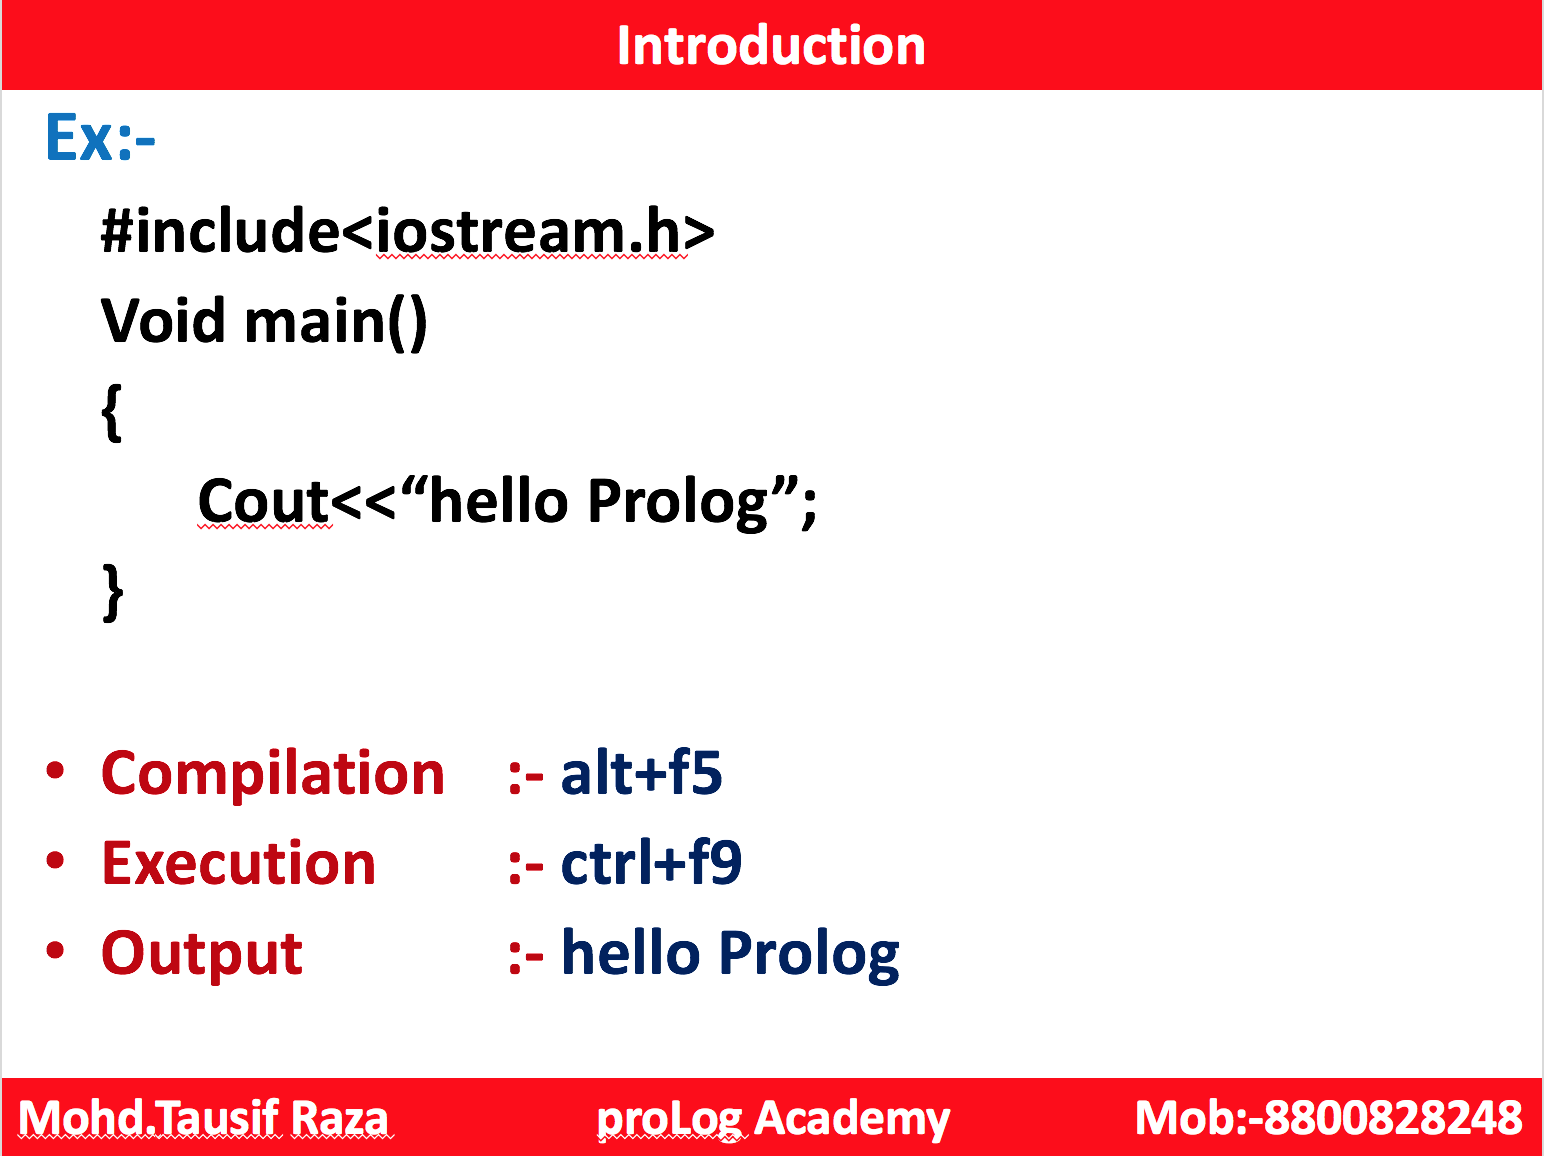 Introduction
Ex:-
#include<iostream.h>
Void main()
{
Cout<<“hello Prolog”;
}
• Compilation :- alt+f5
• Execution :- ctrl+f9
• Output :- hello Prolog
Mohd.Tausif Raza proLog Academy Mob:-8800828248